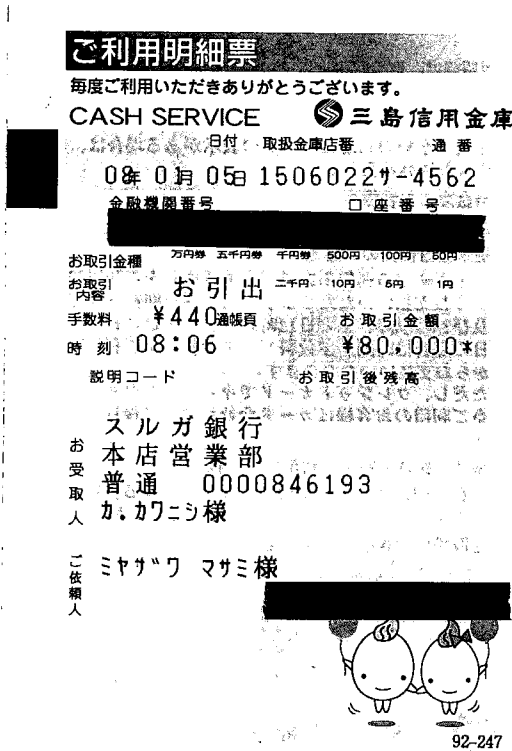 ご利用明細票
毎度ご利用いただきありがとうございます。
CASH SERVICE 三島信用金庫
日付 取扱金庫店番 通番
08年 01月 05日 1506022サ-4562
金融機関番号 口座番号
お取引金種 万円券 五千円券 千円券 500円 100円 50円
お取引内容 お引出 二千円 10円 5円 1円
手数料 ¥440 通帳頁 お取引金額
時刻 08:06 ¥80,000*
説明コード お取引後残高
お受取人
スルガ銀行
本店営業部
普通 0000846193
カ.カワニシ様
ご依頼人
ミヤザワ マサミ様
92-247